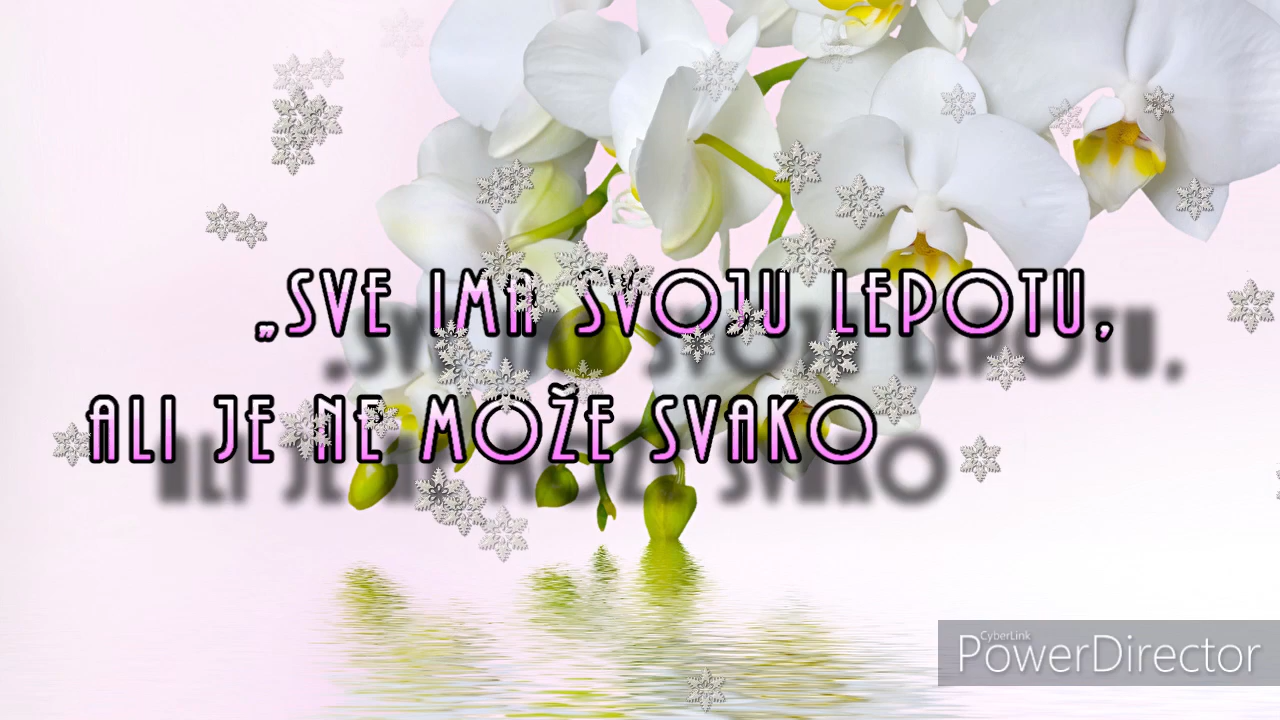 „SVE IMA SVOJU LEPOTU,
ALI JE NE MOŽE SVAKO
CyberLink
PowerDirector